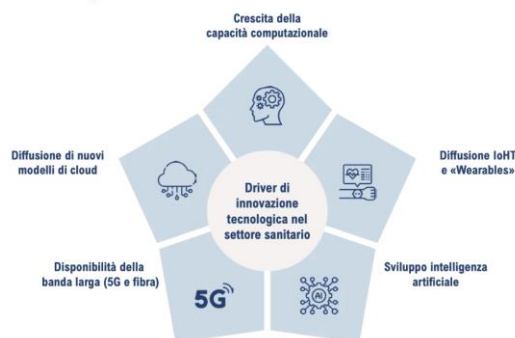 Crescita della
capacità computazionale
Diffusione di nuovi
modelli di cloud
Diffusione IoHT
e «Wearables»
Driver di
innovazione
tecnologica nel
settore sanitario
Disponibilità della
banda larga (5G e fibra)
5G
AI
Sviluppo intelligenza
artificiale